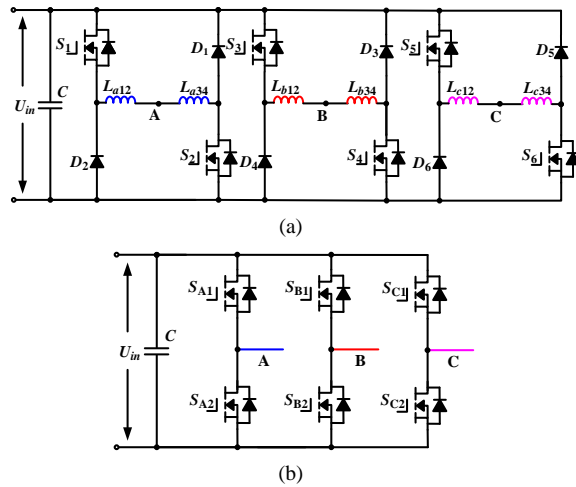 S1 D1 S3 D3 S5 D5
La12 La34 Lb12 Lb34 Lc12 Lc34
Uin C A B C
D2 S2 D4 S4 D6 S6
(a)
SA1 SB1 SC1
Uin C A B C
SA2 SB2 SC2
(b)